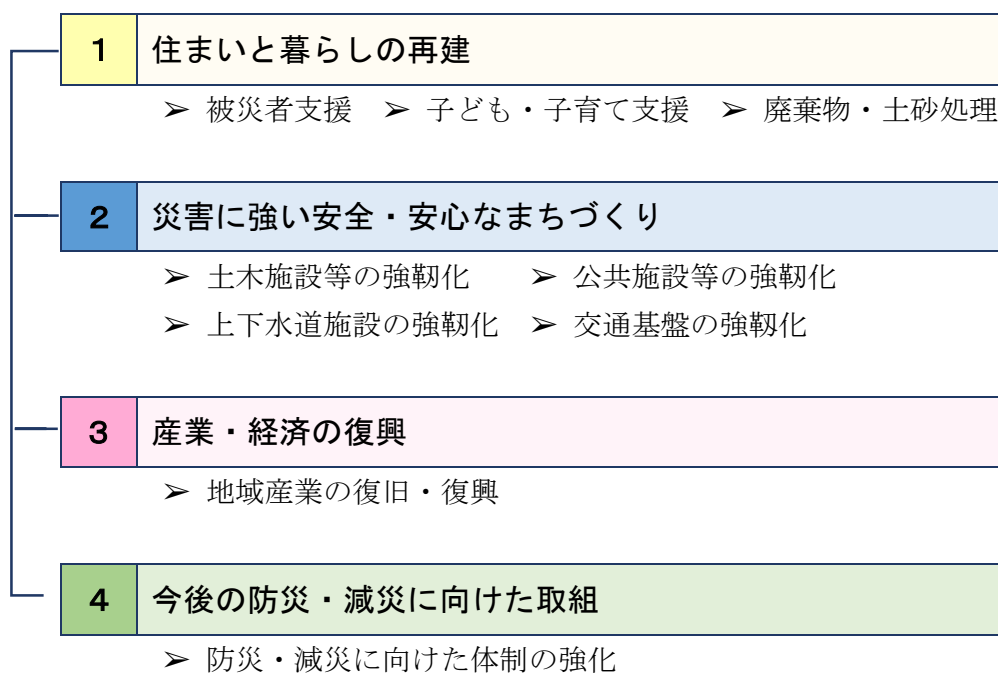 1 住まいと暮らしの再建
➢ 被災者支援 ➢ 子ども・子育て支援 ➢ 廃棄物・土砂処理
2 災害に強い安全・安心なまちづくり
➢ 土木施設等の強靭化 ➢ 公共施設等の強靭化
➢ 上下水道施設の強靭化 ➢ 交通基盤の強靱化
3 産業・経済の復興
➢ 地域産業の復旧・復興
4 今後の防災・減災に向けた取組
➢ 防災・減災に向けた体制の強化